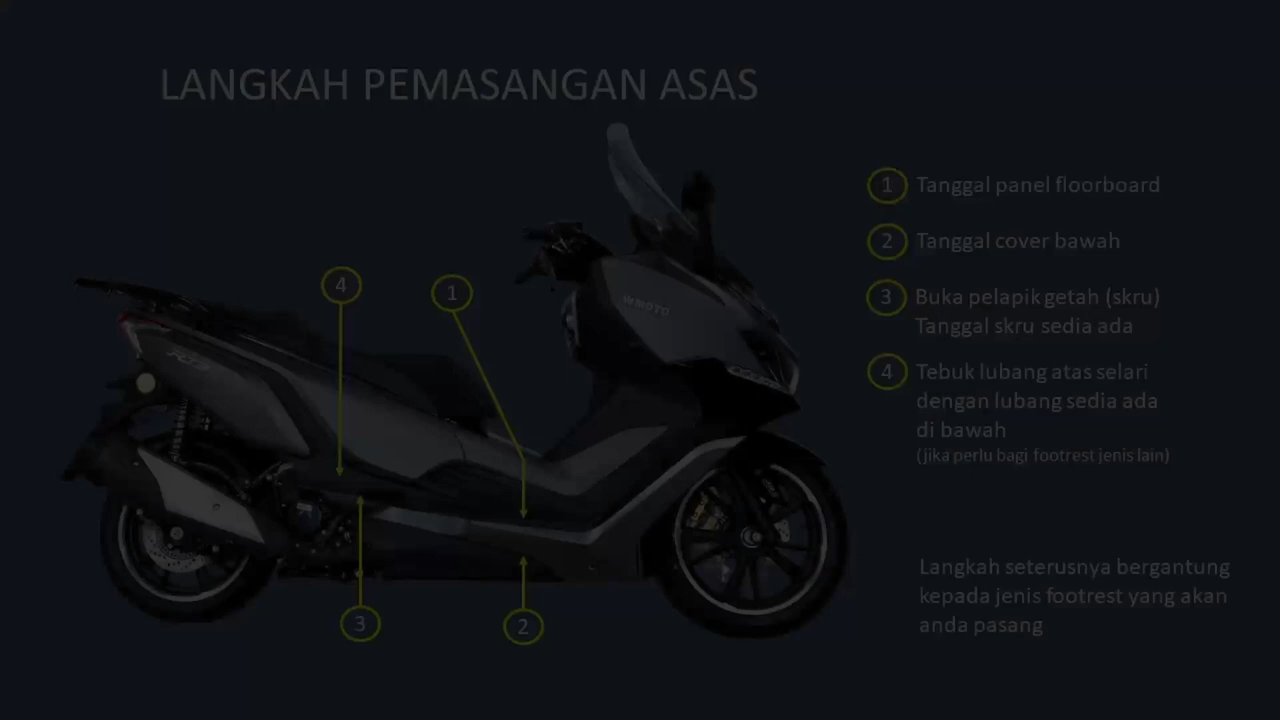 LANGKAH PEMASANGAN ASAS
1 Tanggal panel floorboard
2 Tanggal cover bawah
3 Buka pelapik getah (skru)
Tanggal skru sedia ada
4 Tebuk lubang atas selari
dengan lubang sedia ada
di bawah
(jika perlu bagi footrest jenis lain)
4
1
WMOTO
3
2
Langkah seterusnya bergantung
kepada jenis footrest yang akan
anda pasang